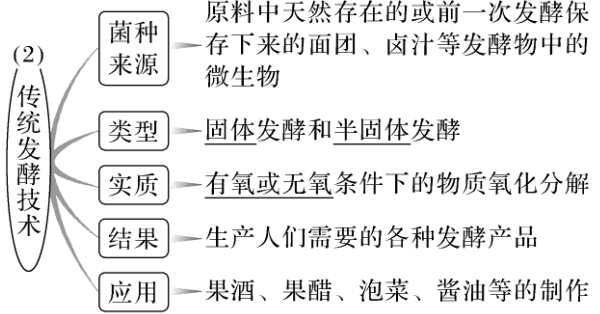 (2)
传统发酵技术
菌种
来源
原料中天然存在的或前一次发酵保
存下来的面团、卤汁等发酵物中的
微生物
类型
固体发酵和半固体发酵
实质
有氧或无氧条件下的物质氧化分解
结果
生产人们需要的各种发酵产品
应用
果酒、果醋、泡菜、酱油等的制作